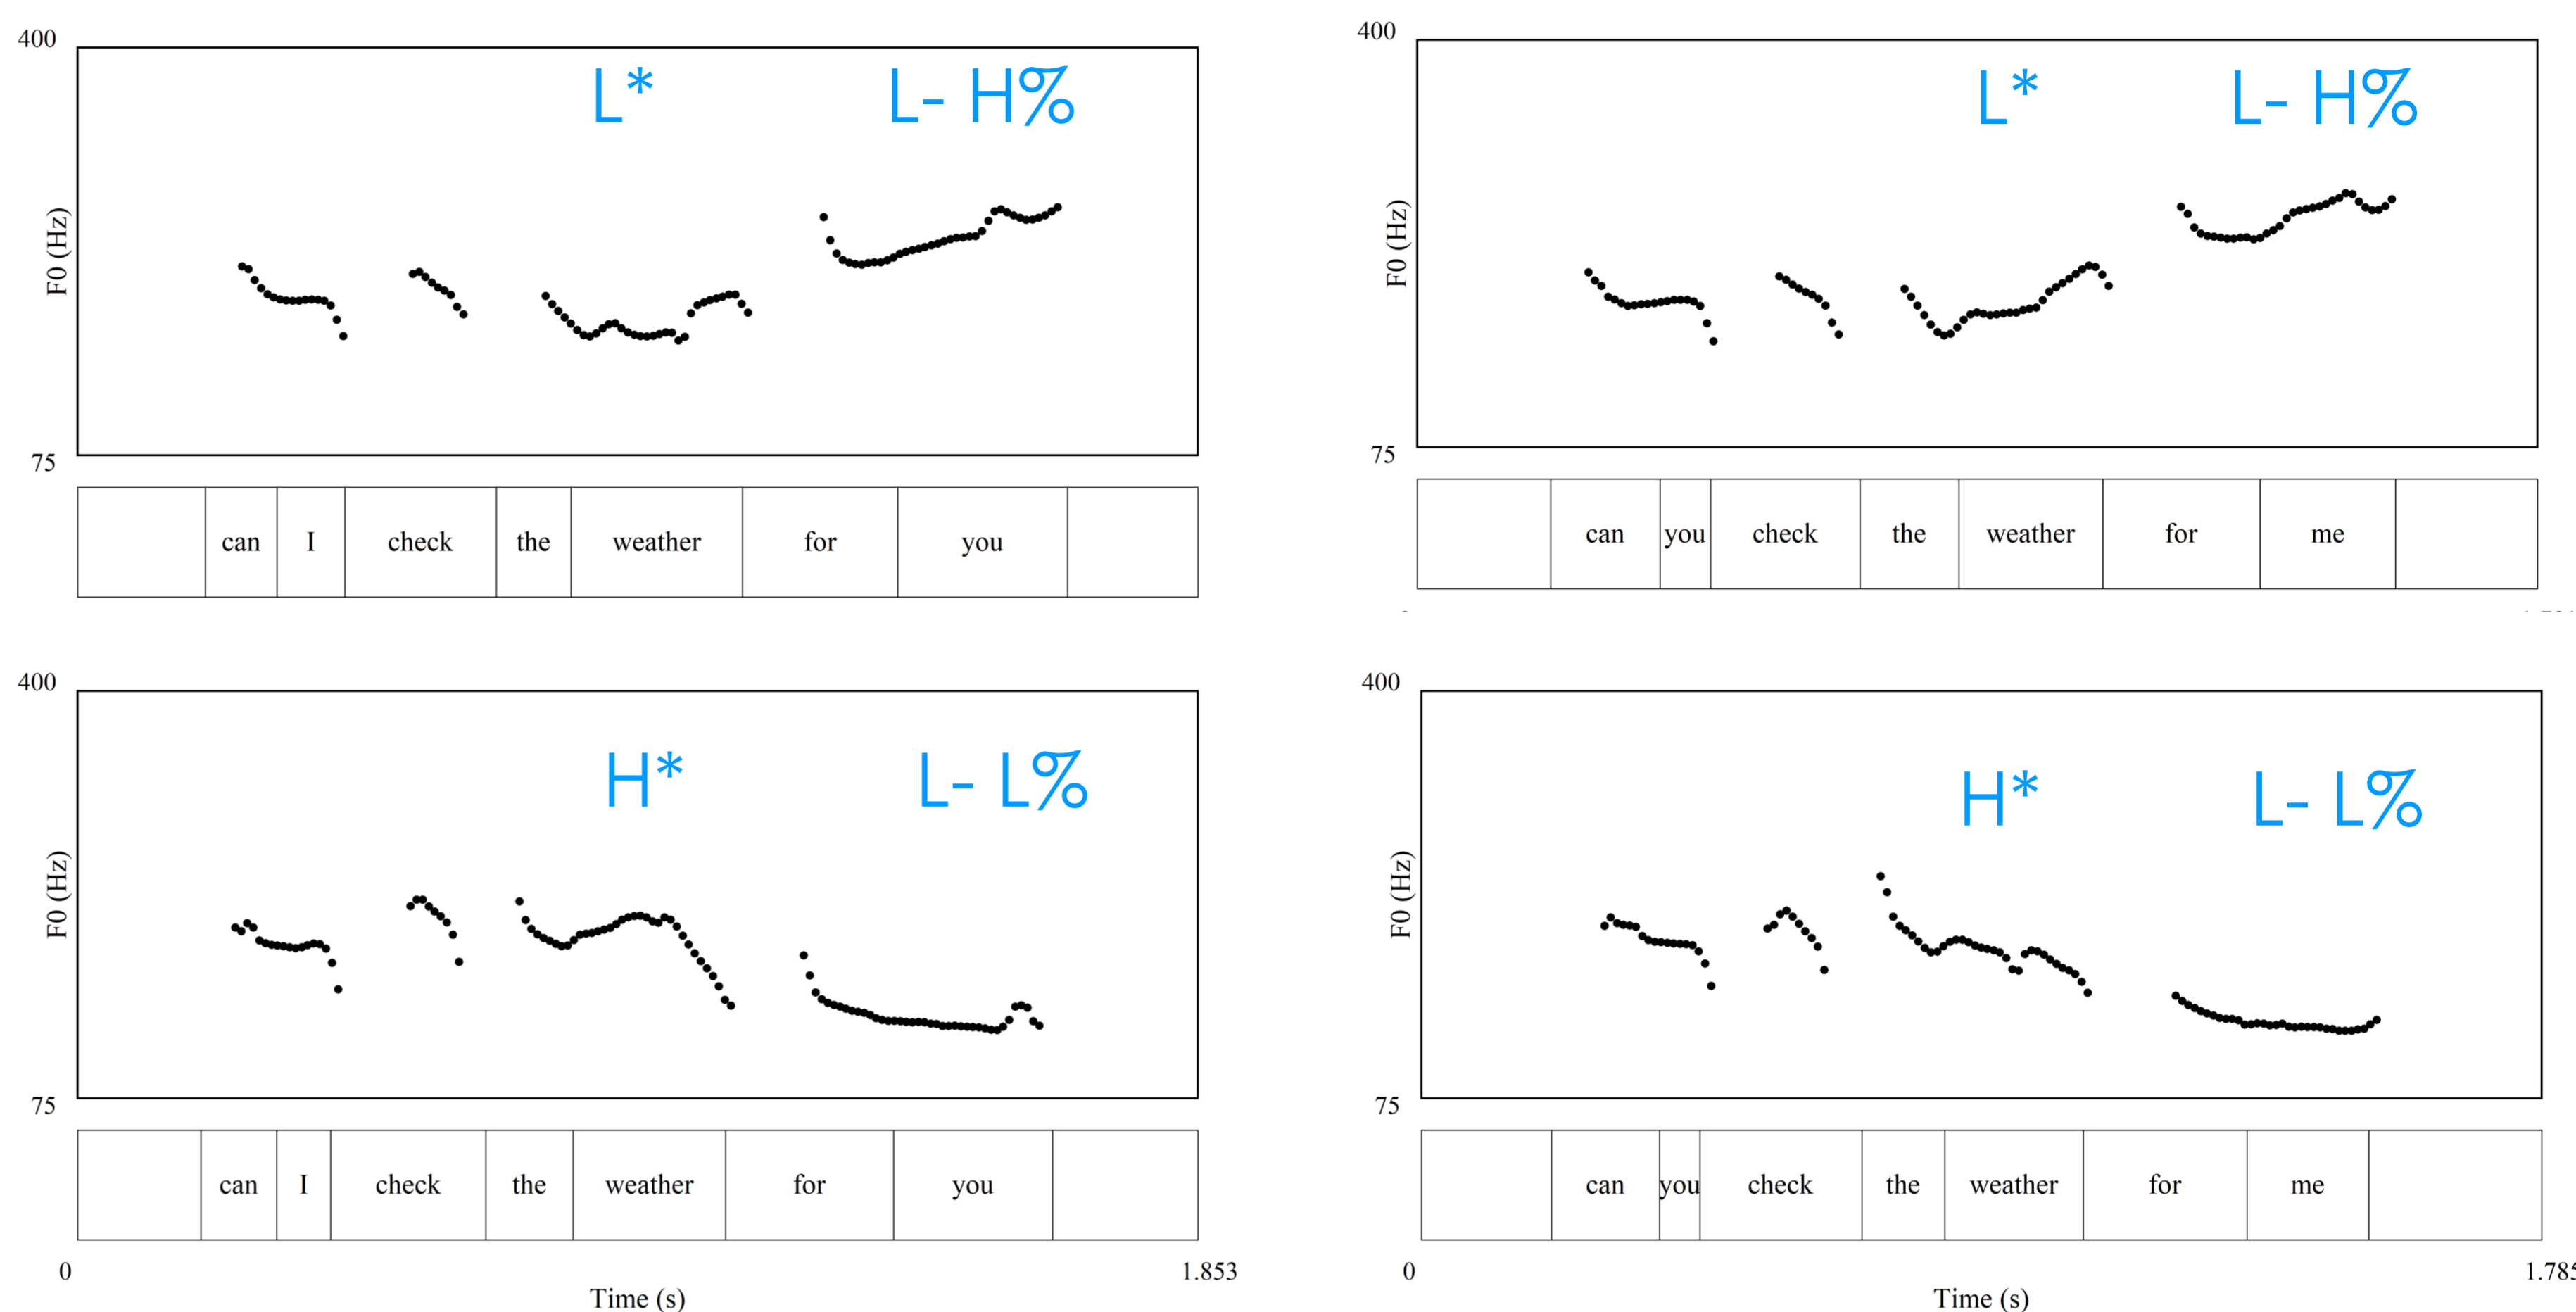 400
L* L- H%
F0 (Hz)
75
can I check the weather for you
400
L* L- H%
F0 (Hz)
75
can you check the weather for me
400
H* L- L%
F0 (Hz)
75
can I check the weather for you
0 1.853
Time (s)
400
H* L- L%
F0 (Hz)
75
can you check the weather for me
0 1.785
Time (s)